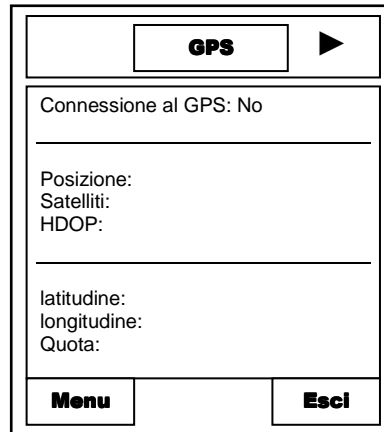 GPS
Connessione al GPS: No
Posizione:
Satelliti:
HDOP:
latitudine:
longitudine:
Quota:
Menu
Esci